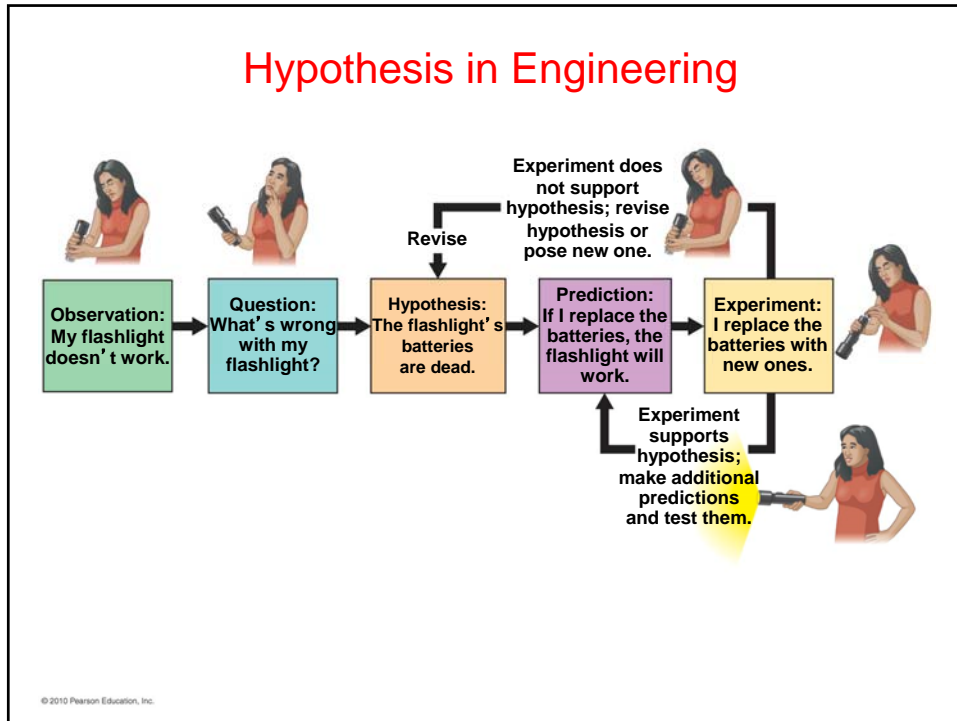 Hypothesis in Engineering
Observation:
My flashlight
doesn't work.
Question:
What's wrong
with my
flashlight?
Revise
Hypothesis:
The flashlight's
batteries
are dead.
Experiment does
not support
hypothesis; revise
hypothesis or
pose new one.
Prediction:
If I replace the
batteries, the
flashlight will
work.
Experiment:
I replace the
batteries with
new ones.
Experiment
supports
hypothesis;
make additional
predictions
and test them.
© 2010 Pearson Education, Inc.